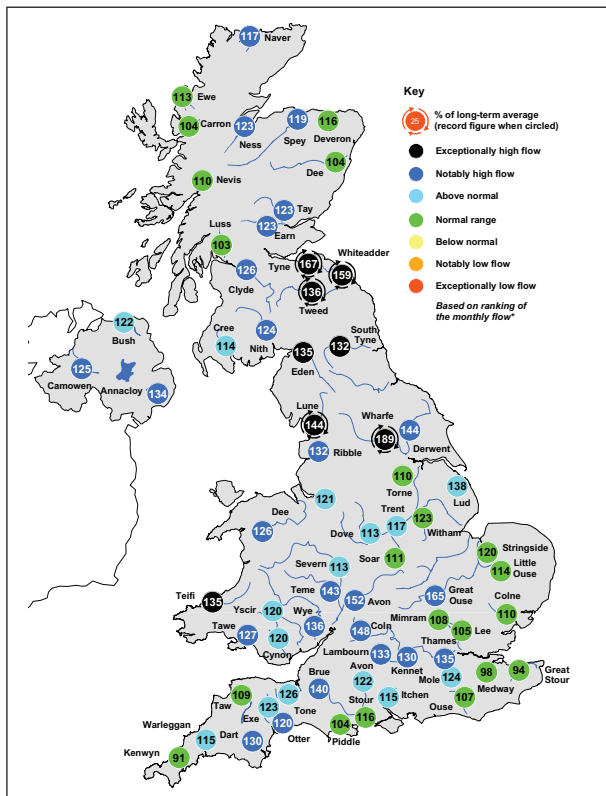 117
Naver
113
Ewe
104
Carron
123
Ness
119
Spey
116
Deveron
104
Dee
110
Nevis
123
Tay
123
Earn
Luss
103
126
Clyde
Tyne
167
Whiteadder
159
136
Tweed
Cree
114
124
Nith
South
Tyne
132
135
Eden
122
Bush
125
Camowen
Annacloy
134
Lune
144
Wharfe
189
144
Derwent
132
Ribble
110
Torne
138
Lud
121
Dee
126
Trent
117
123
Witham
Dove
113
Soar
111
120
Stringside
114
Little
Ouse
Severn
113
Teme
143
152
Avon
165
Great
Ouse
Colne
110
Teifi
135
Yscir
120
Wye
136
Tawe
127
120
Cynon
148
Coln
Mimram
108
105
Lee
Lambourn
133
130
Kennet
Thames
135
Mole
124
98
Medway
94
Great
Stour
Avon
122
Stour
115
Itchen
Ouse
107
Brue
140
126
Tone
Taw
109
Exe
123
120
Otter
104
Piddle
116
Warleggan
115
Dart
130
Kenwyn
91
Key
25
% of long-term average
(record figure when circled)
Exceptionally high flow
Notably high flow
Above normal
Normal range
Below normal
Notably low flow
Exceptionally low flow
Based on ranking of
the monthly flow*